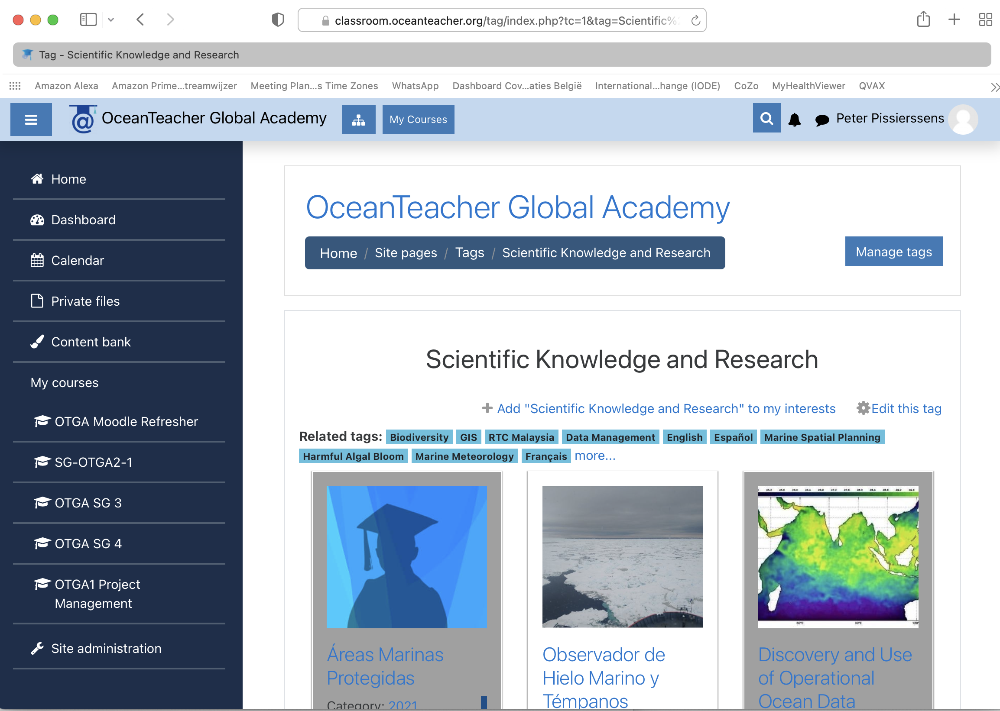 classroom.oceanteacher.org/tag/index.php?tc=1&tag=Scientific%
Tag - Scientific Knowledge and Research
Amazon Alexa Amazon Prime...treamwijzer Meeting Plan...s Time Zones WhatsApp Dashboard Cov...aties België International...hange (IODE) CoZo MyHealthViewer QVAX
OceanTeacher Global Academy My Courses Peter Pissierssens
Home
Dashboard
Calendar
Private files
Content bank
My courses
OTGA Moodle Refresher
SG-OTGA2-1
OTGA SG 3
OTGA SG 4
OTGA1 Project
Management
Site administration
OceanTeacher Global Academy
Home / Site pages / Tags / Scientific Knowledge and Research
Manage tags
Scientific Knowledge and Research
Add "Scientific Knowledge and Research" to my interests Edit this tag
Related tags: Biodiversity GIS RTC Malaysia Data Management English Español Marine Spatial Planning
Harmful Algal Bloom Marine Meteorology Français more...
Áreas Marinas
Protegidas
Category: 2021
Observador de
Hielo Marino y
Témpanos
60°E 90°E
Discovery and Use
of Operational
Ocean Data